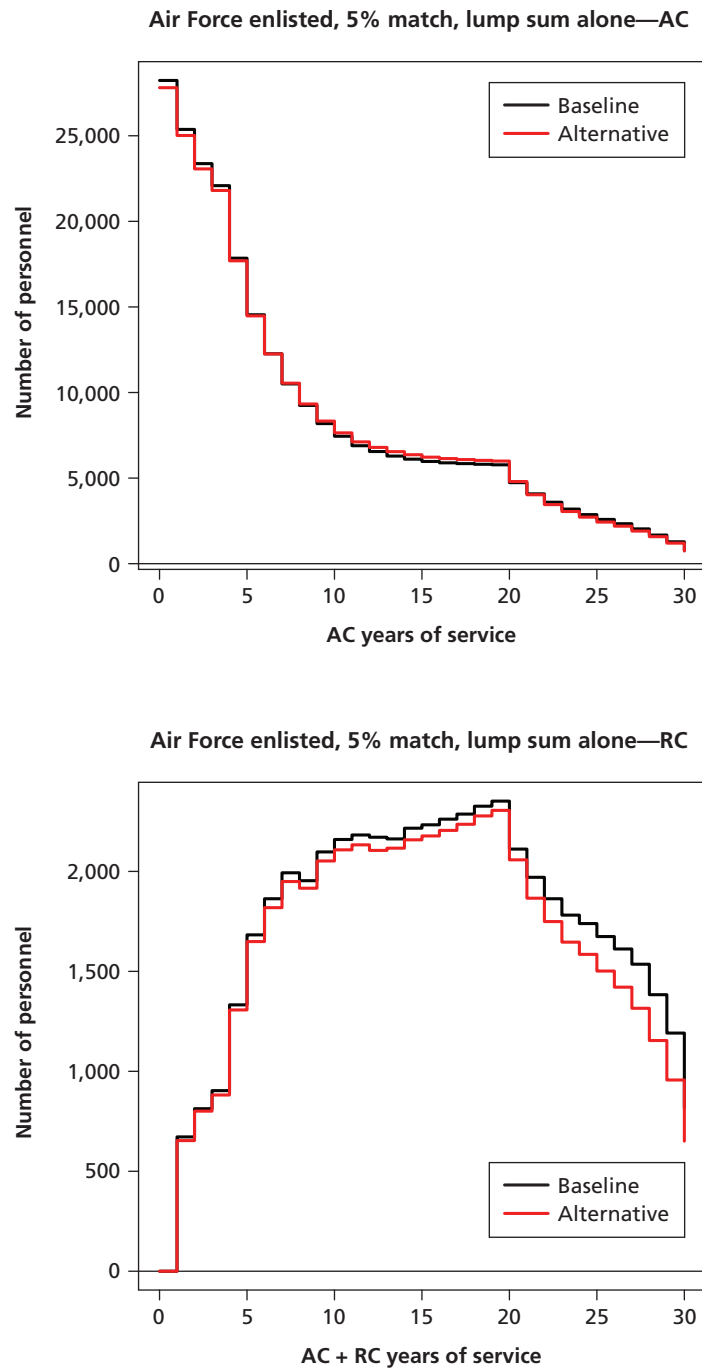 Air Force enlisted, 5% match, lump sum alone—AC
Baseline
Alternative
25,000
20,000
15,000
10,000
5,000
0
Number of personnel
0 5 10 15 20 25 30
AC years of service
Air Force enlisted, 5% match, lump sum alone—RC
2,000
1,500
1,000
500
0
Number of personnel
Baseline
Alternative
0 5 10 15 20 25 30
AC + RC years of service